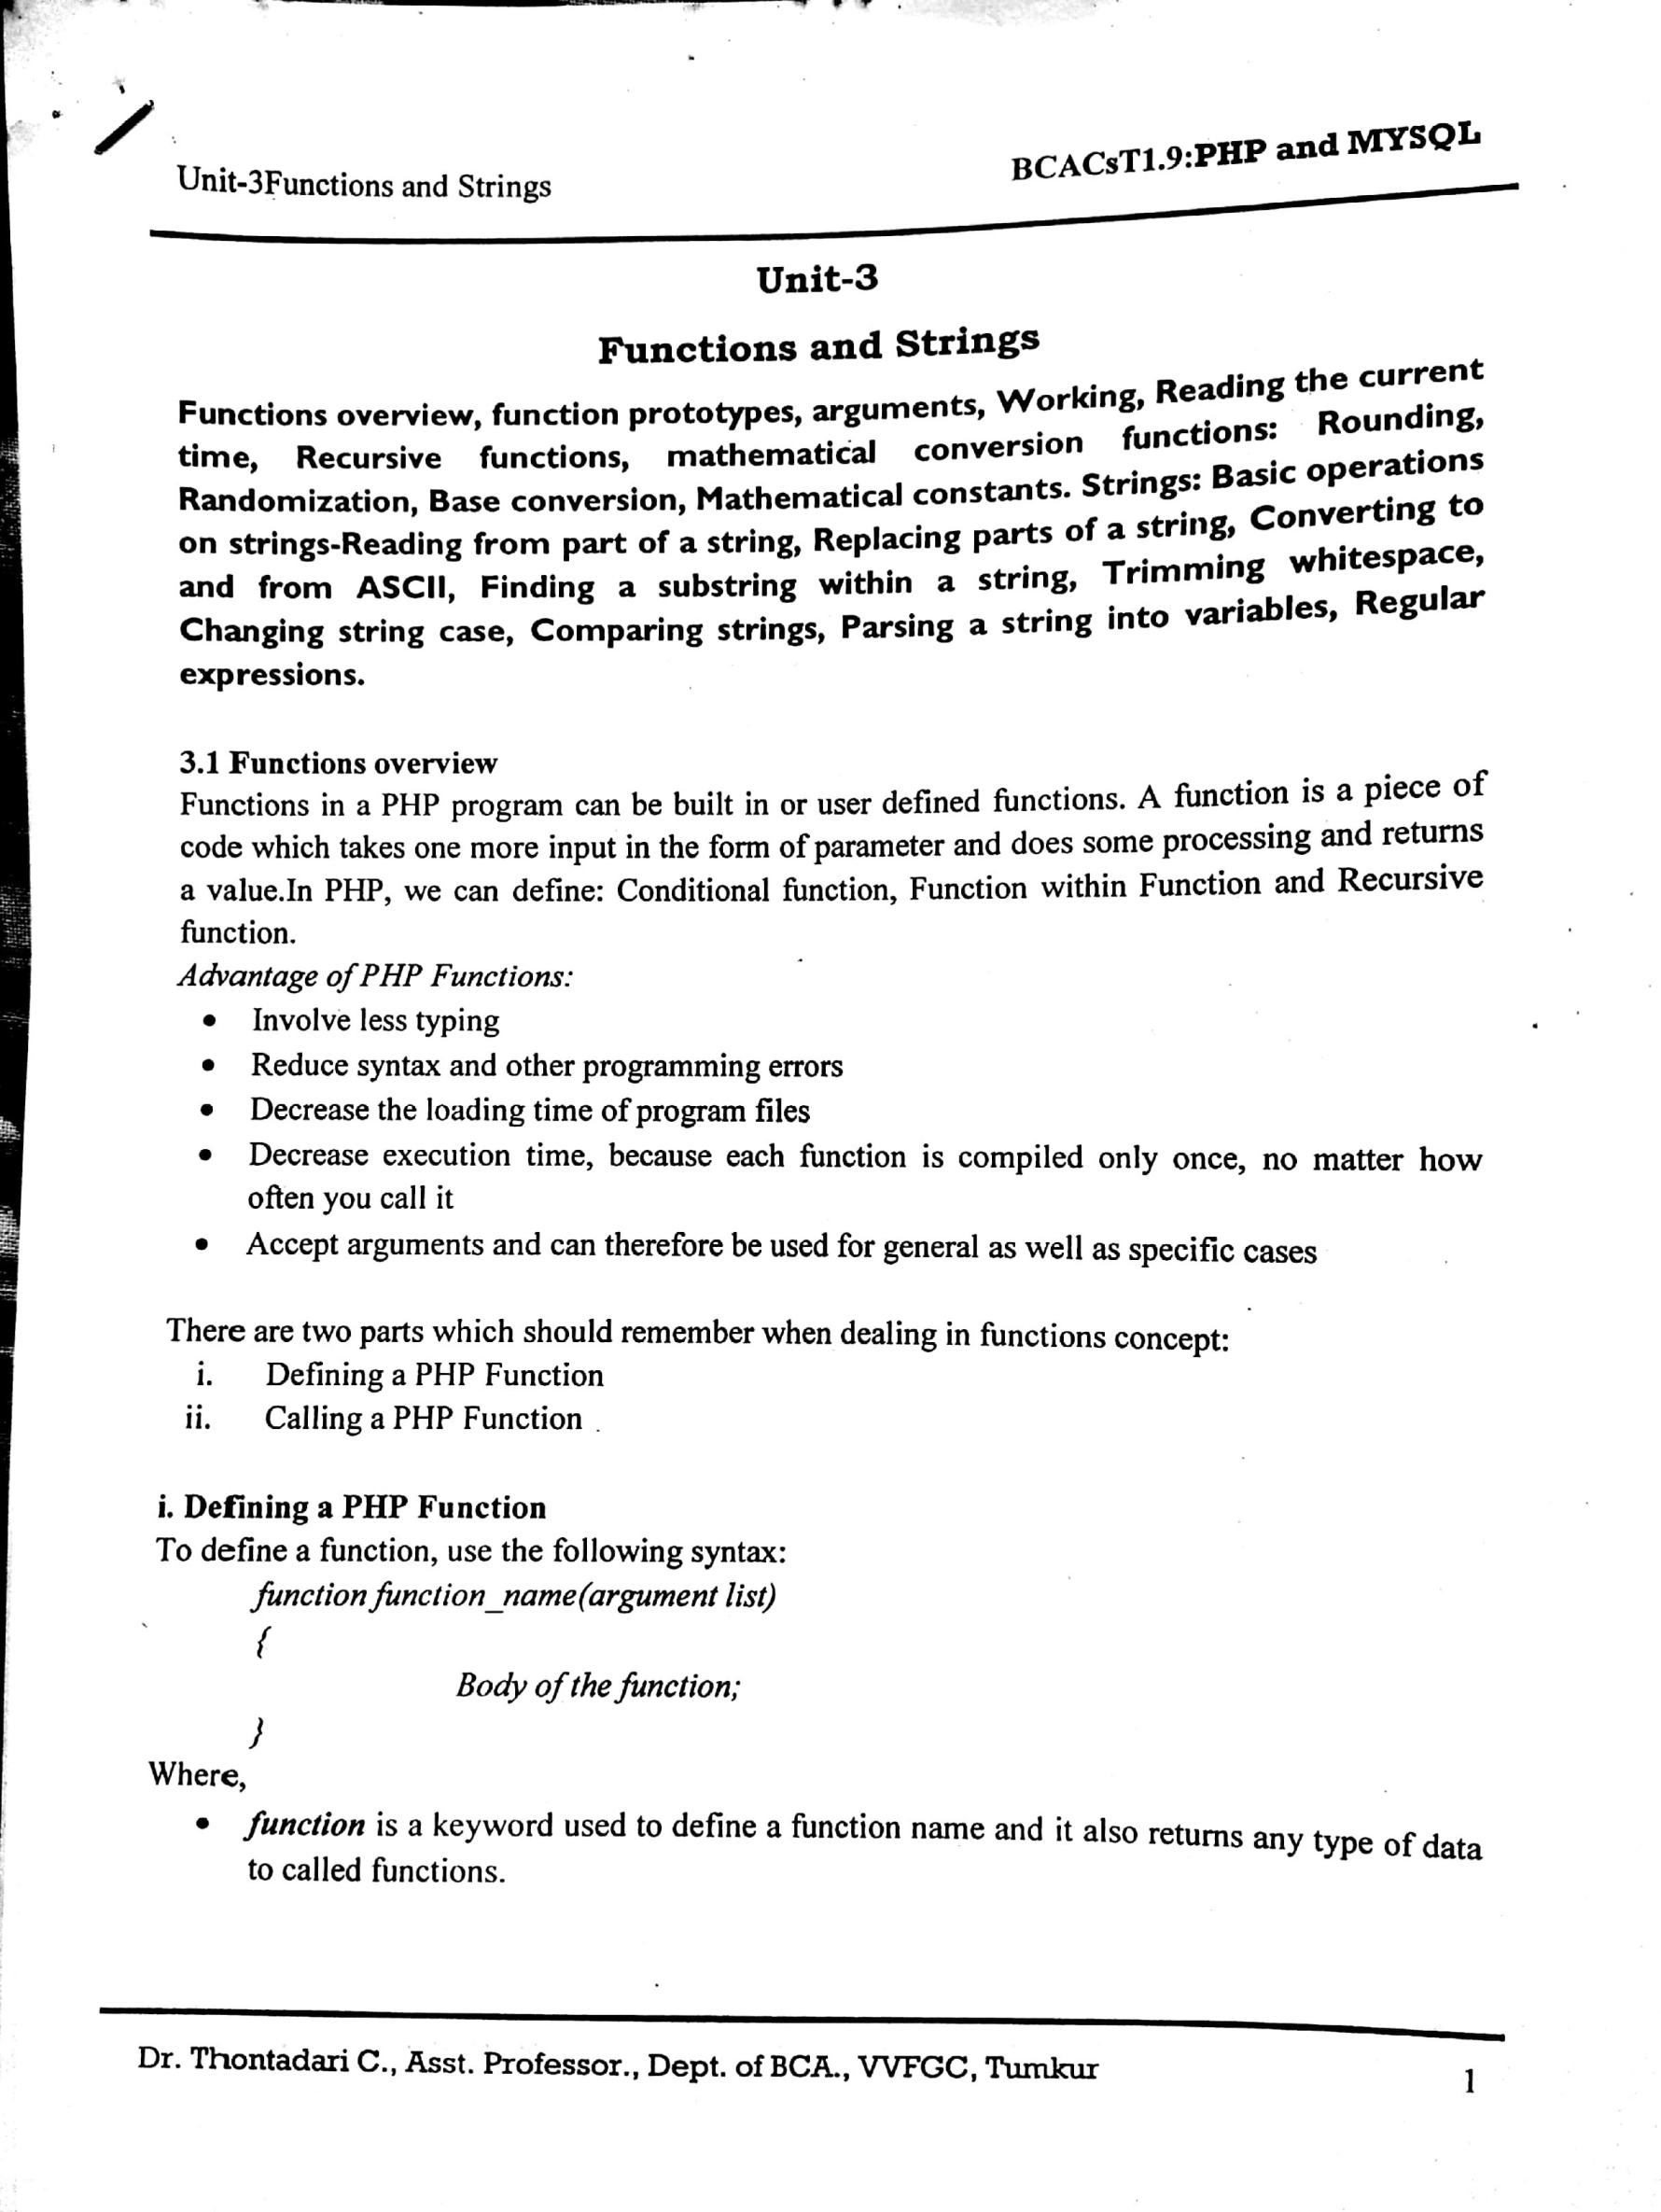 Unit-3Functions and Strings
BCACsT1.9:PHP and MYSQL
Unit-3
Functions and Strings
Functions overview, function prototypes, arguments, Working, Reading the current
time, Recursive functions, mathematical conversion functions: Rounding,
Randomization, Base conversion, Mathematical constants. Strings: Basic operations
on strings-Reading from part of a string, Replacing parts of a string, Converting to
and from ASCII, Finding a substring within a string, Trimming whitespace,
Changing string case, Comparing strings, Parsing a string into variables, Regular
expressions.
3.1 Functions overview
Functions in a PHP program can be built in or user defined functions. A function is a piece of
code which takes one more input in the form of parameter and does some processing and returns
a value.In PHP, we can define: Conditional function, Function within Function and Recursive
function.
Advantage of PHP Functions:
• Involve less typing
• Reduce syntax and other programming errors
• Decrease the loading time of program files
• Decrease execution time, because each function is compiled only once, no matter how
often you call it
• Accept arguments and can therefore be used for general as well as specific cases
There are two parts which should remember when dealing in functions concept:
i. Defining a PHP Function
ii. Calling a PHP Function
i. Defining a PHP Function
To define a function, use the following syntax:
function function_name(argument list)
{
Body of the function;
}
Where,
• function is a keyword used to define a function name and it also returns any type of data
to called functions.
Dr. Thontadari C., Asst. Professor., Dept. of BCA., VVFGC, Tumkur
1